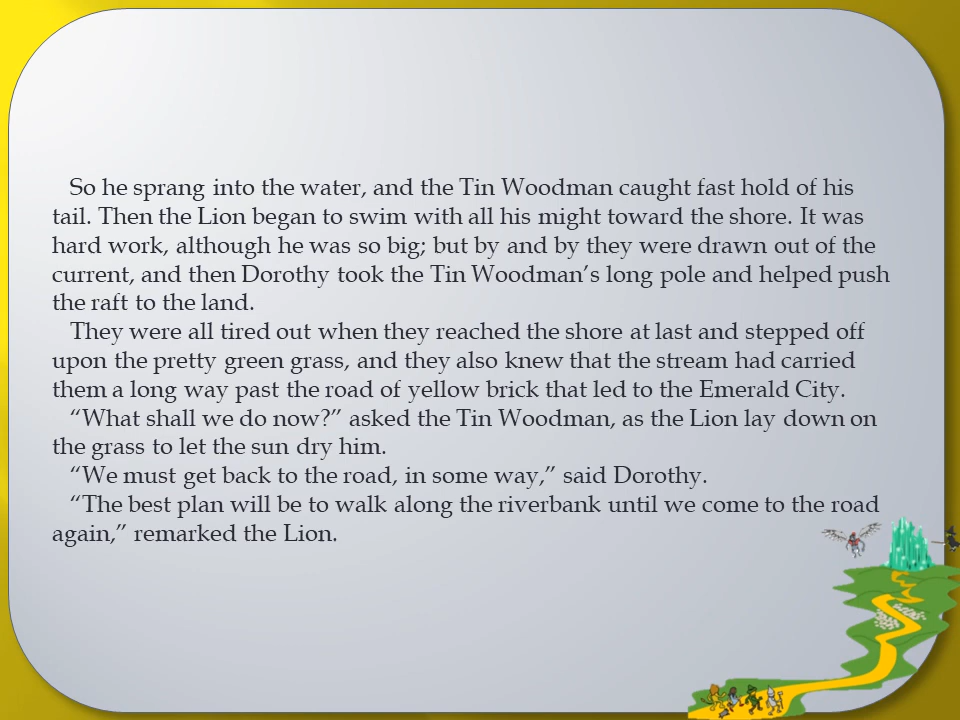 So he sprang into the water, and the Tin Woodman caught fast hold of his
tail. Then the Lion began to swim with all his might toward the shore. It was
hard work, although he was so big; but by and by they were drawn out of the
current, and then Dorothy took the Tin Woodman’s long pole and helped push
the raft to the land.
They were all tired out when they reached the shore at last and stepped off
upon the pretty green grass, and they also knew that the stream had carried
them a long way past the road of yellow brick that led to the Emerald City.
“What shall we do now?” asked the Tin Woodman, as the Lion lay down on
the grass to let the sun dry him.
“We must get back to the road, in some way,” said Dorothy.
“The best plan will be to walk along the riverbank until we come to the road
again,” remarked the Lion.